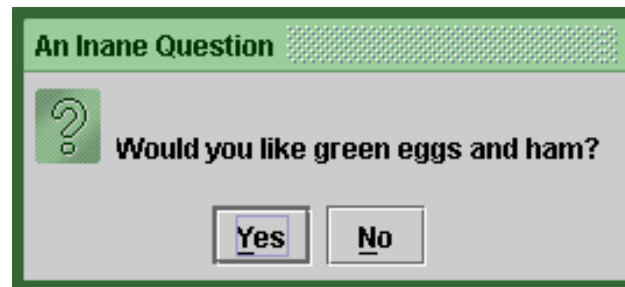 An Inane Question
Would you like green eggs and ham?
Yes No